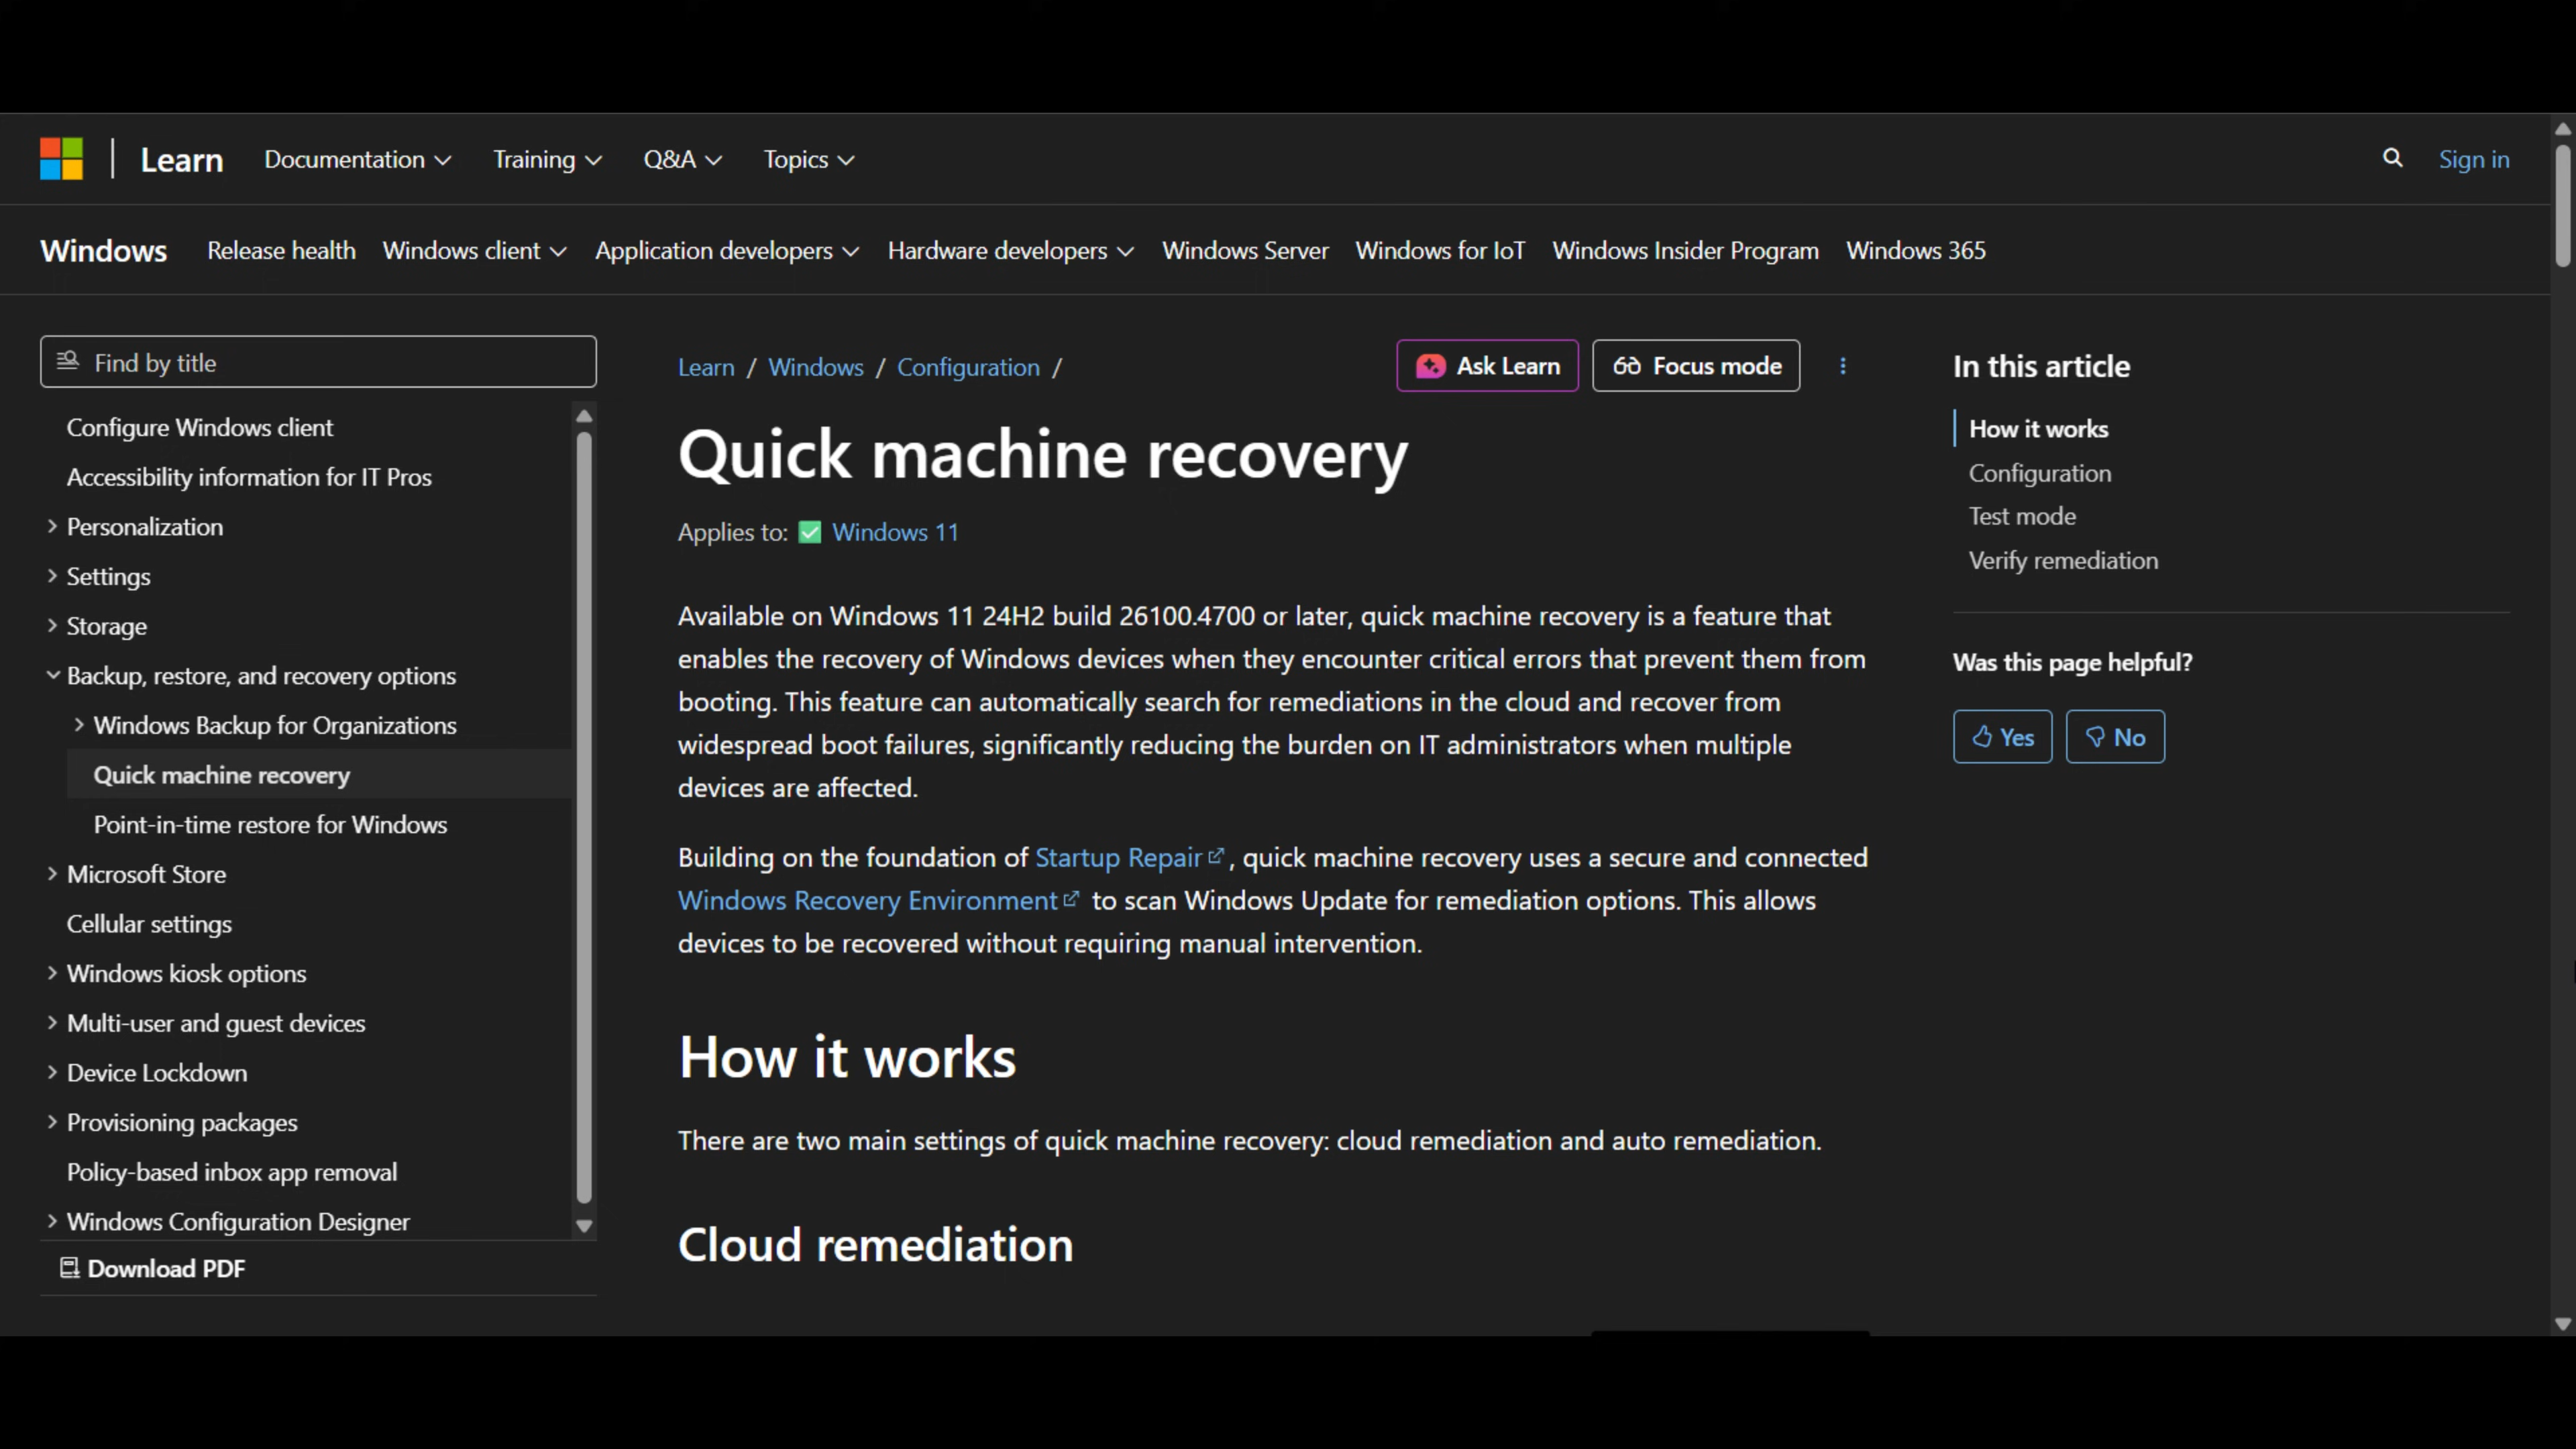 Learn Documentation Training Q&A Topics Sign in
Windows Release health Windows client Application developers Hardware developers Windows Server Windows for IoT Windows Insider Program Windows 365
Find by title
Configure Windows client
Accessibility information for IT Pros
Personalization
Settings
Storage
Backup, restore, and recovery options
Windows Backup for Organizations
Quick machine recovery
Point-in-time restore for Windows
Microsoft Store
Cellular settings
Windows kiosk options
Multi-user and guest devices
Device Lockdown
Provisioning packages
Policy-based inbox app removal
Windows Configuration Designer
Download PDF
Learn / Windows / Configuration /
Ask Learn
Focus mode
Quick machine recovery
Applies to: ✅ Windows 11
Available on Windows 11 24H2 build 26100.4700 or later, quick machine recovery is a feature that
enables the recovery of Windows devices when they encounter critical errors that prevent them from
booting. This feature can automatically search for remediations in the cloud and recover from
widespread boot failures, significantly reducing the burden on IT administrators when multiple
devices are affected.
Building on the foundation of Startup Repair, quick machine recovery uses a secure and connected
Windows Recovery Environment to scan Windows Update for remediation options. This allows
devices to be recovered without requiring manual intervention.
How it works
There are two main settings of quick machine recovery: cloud remediation and auto remediation.
Cloud remediation
In this article
How it works
Configuration
Test mode
Verify remediation
Was this page helpful?
Yes No